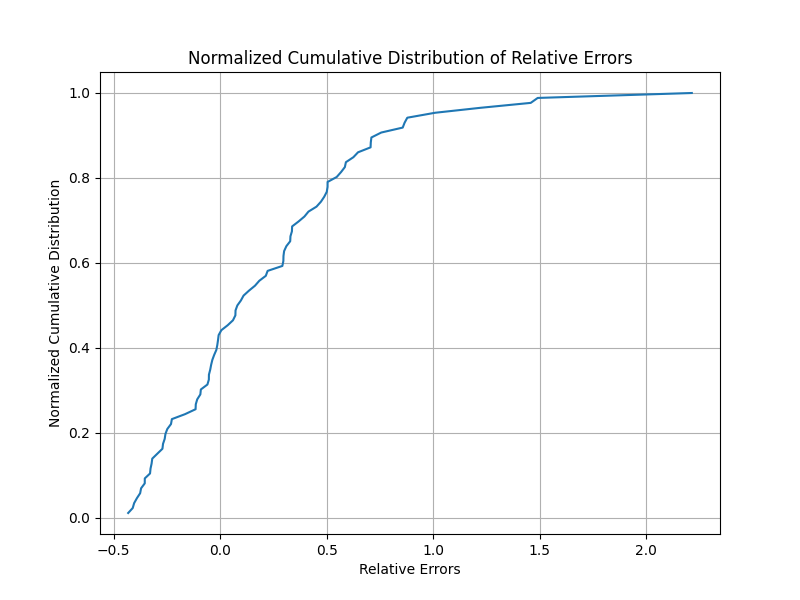 Normalized Cumulative Distribution of Relative Errors
Normalized Cumulative Distribution
1.0
0.8
0.6
0.4
0.2
0.0
−0.5 0.0 0.5 1.0 1.5 2.0
Relative Errors